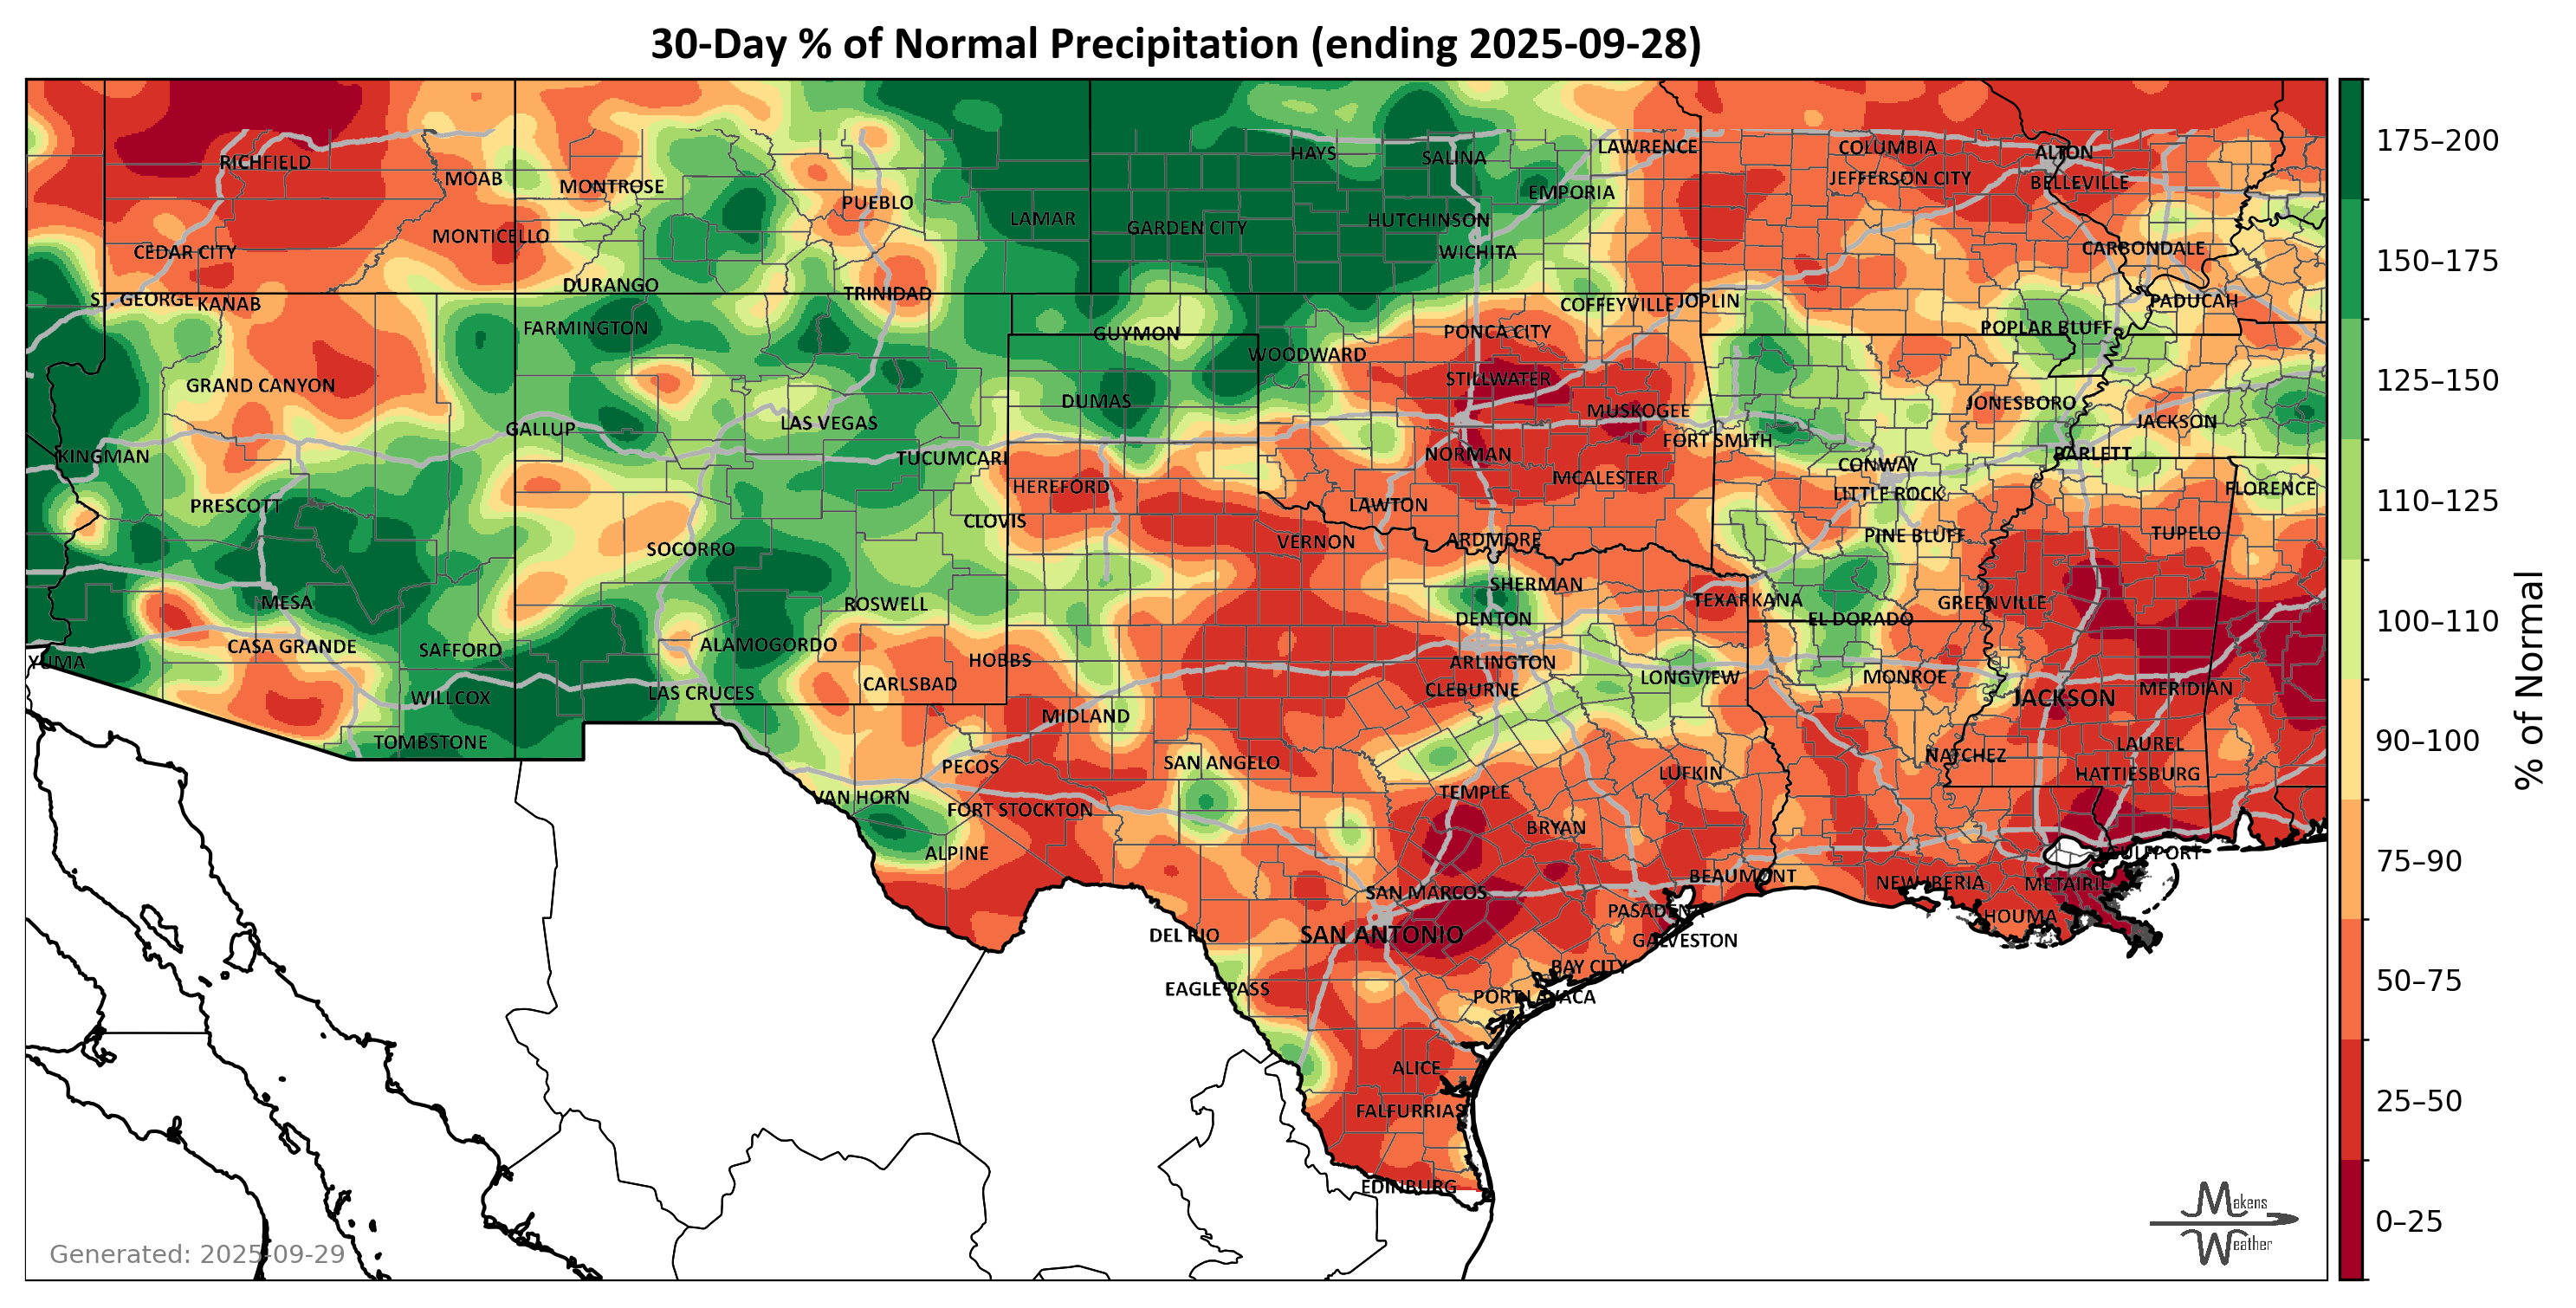 30-Day % of Normal Precipitation (ending 2025-09-28)
RICHFIELD
MOAB
MONTROSE
PUEBLO
LAMAR
HAYS
SALINA
LAWRENCE
COLUMBIA
ALTON
JEFFERSON CITY
BELLEVILLE
EMPORIA
GARDEN CITY
HUTCHINSON
WICHITA
CEDAR CITY
MONTICELLO
CARBONDALE
DURANGO
TRINIDAD
ST. GEORGE
KANAB
COFFEYVILLE
JOPLIN
PADUCAH
FARMINGTON
GUYMON
PONCA CITY
POPLAR BLUFF
WOODWARD
GRAND CANYON
STILLWATER
DUMAS
MUSKOGEE
JONESBORO
JACKSON
GALLUP
LAS VEGAS
FORT SMITH
KINGMAN
TUCUMCARI
NORMAN
BARLETT
CONWAY
HEREFORD
MCALESTER
LITTLE ROCK
FLORENCE
PRESCOTT
LAWTON
CLOVIS
PINE BLUFF
TUPELO
SOCORRO
VERNON
ARDMORE
SHERMAN
MESA
ROSWELL
TEXARKANA
GREENVILLE
DENTON
EL DORADO
CASA GRANDE
SAFFORD
ALAMOGORDO
YUMA
HOBBS
ARLINGTON
LONGVIEW
MONROE
WILLCOX
LAS CRUCES
CARLSBAD
CLEBURNE
JACKSON
MERIDIAN
MIDLAND
TOMBSTONE
LAUREL
PECOS
SAN ANGELO
NATCHEZ
LUFKIN
HATTIESBURG
VAN HORN
FORT STOCKTON
TEMPLE
BRYAN
ALPINE
GULFPORT
SAN MARCOS
BEAUMONT
NEW IBERIA
METAIRIE
PASADENA
HOUMA
DEL RIO
SAN ANTONIO
GALVESTON
BAY CITY
EAGLE PASS
PORT LAVACA
ALICE
FALFURRIAS
EDINBURG
175–200
150–175
125–150
110–125
100–110
90–100
75–90
50–75
25–50
0–25
% of Normal
Generated: 2025-09-29
Makens
Weather